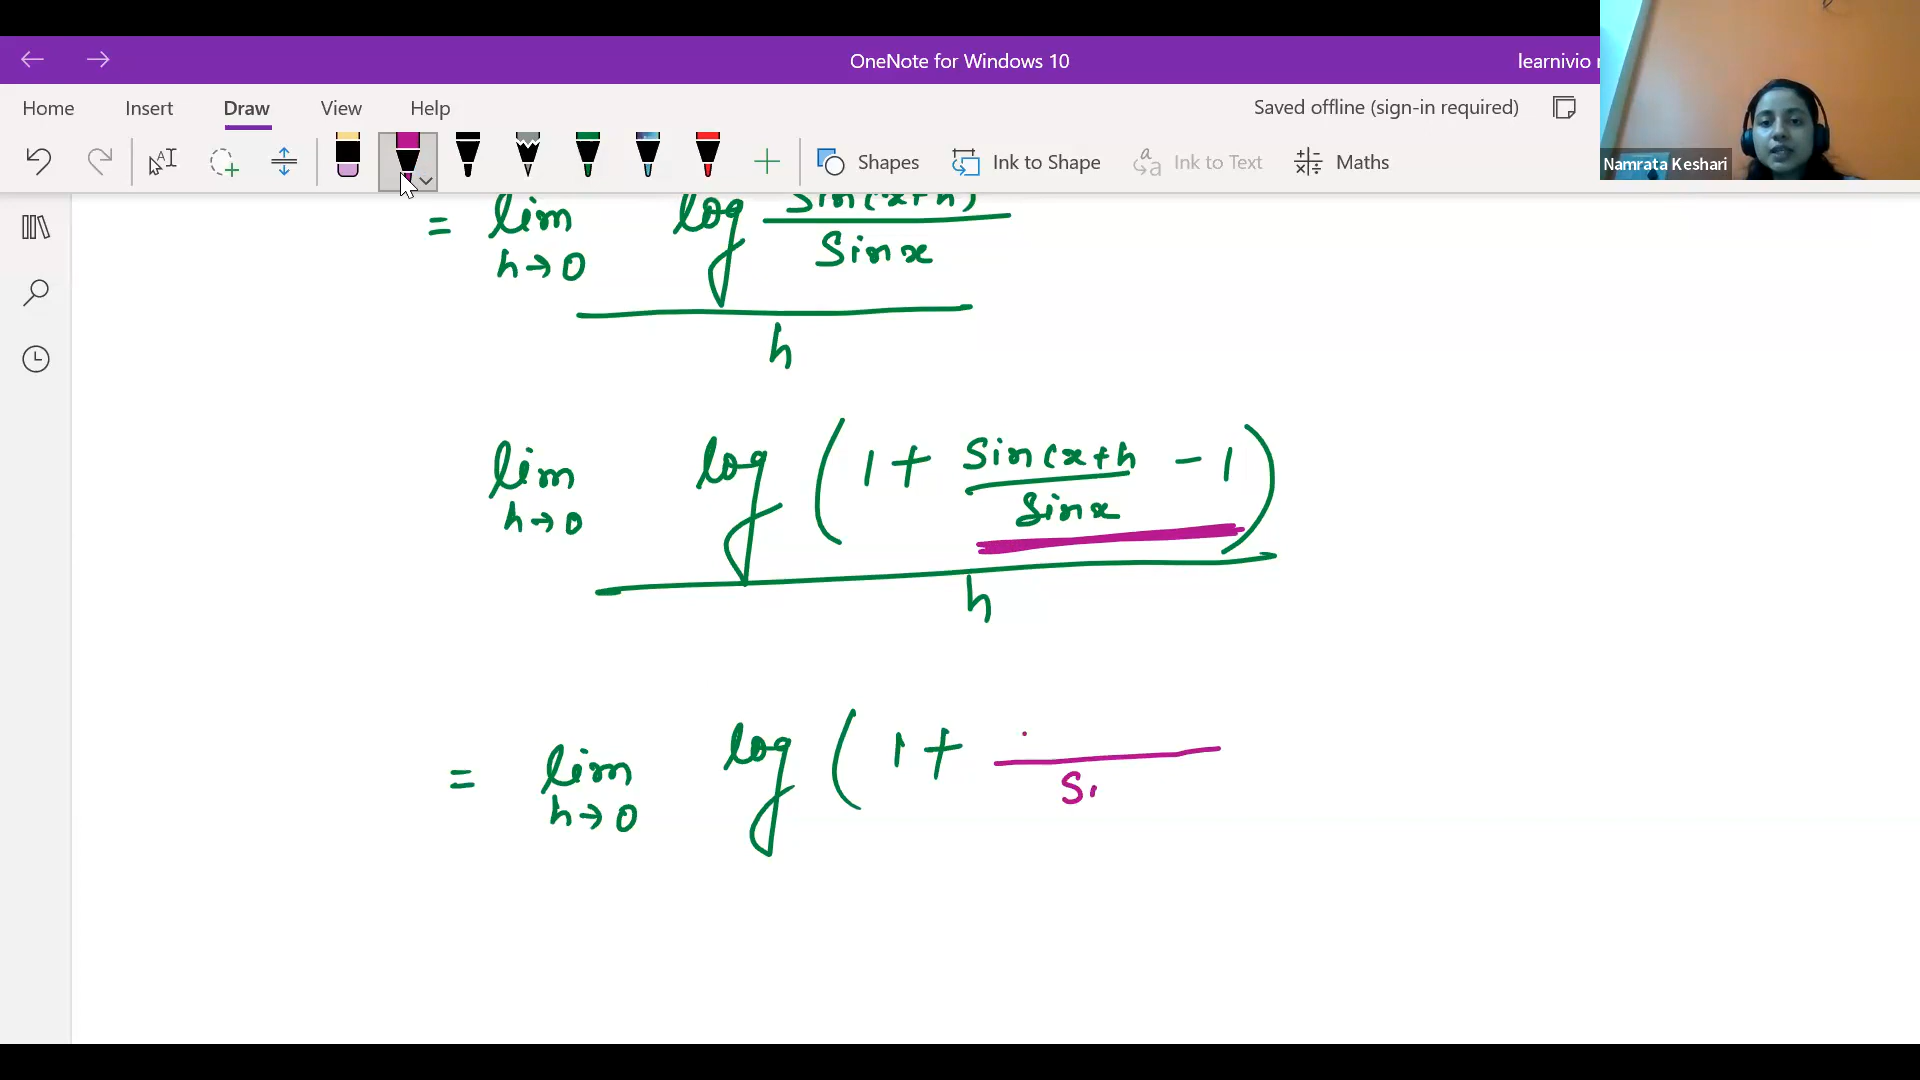 OneNote for Windows 10
learnivio
Home Insert Draw View Help
Saved offline (sign-in required)
Shapes Ink to Shape Ink to Text Maths
Namrata Keshari
= lim log sin(x+h)
h→0 Sinx
h
lim log ( 1 + Sin(x+h - 1 )
h→0 Sinx
h
= lim log ( 1 +
h→0 Si